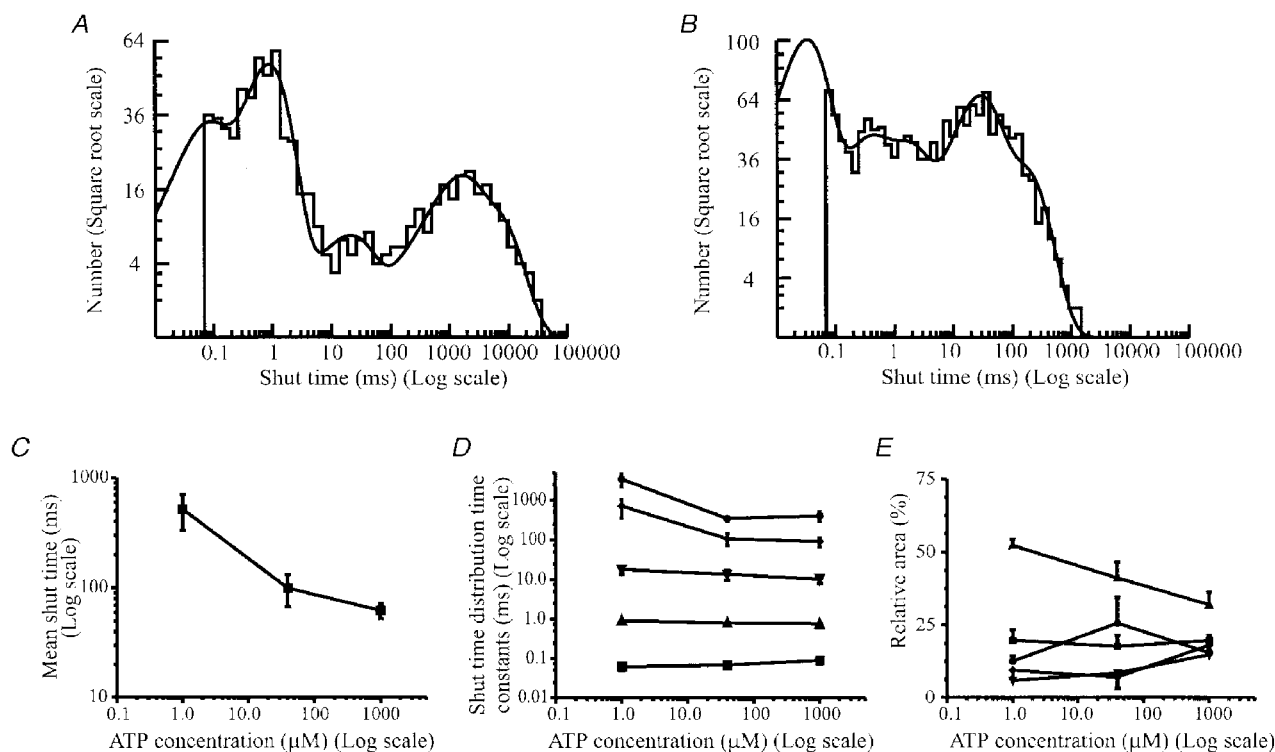 A
Number (Square root scale)
64
36
16
4
0.1 1 10 100 1000 10000 100000
Shut time (ms) (Log scale)
B
Number (Square root scale)
100
64
36
16
4
0.1 1 10 100 1000 10000 100000
Shut time (ms) (Log scale)
C
Mean shut time (ms)
(Log scale)
1000
100
10
0.1 1.0 10.0 100 1000
ATP concentration (μM) (Log scale)
D
Shut time distribution time
constants (ms) (Log scale)
1000
100
10.0
1.0
0.1
0.01
0.1 1.0 10.0 100 1000
ATP concentration (μM) (Log scale)
E
Relative area (%)
75
50
25
0
0.1 1.0 10.0 100 1000
ATP concentration (μM) (Log scale)